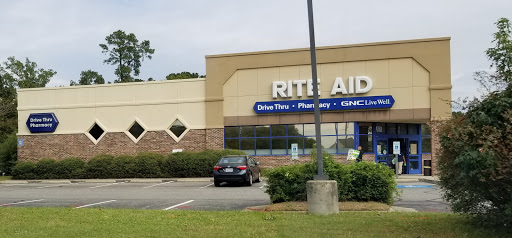 RITE AID
Drive Thru • Pharmacy • GNC Live Well
Drive Thru
Pharmacy